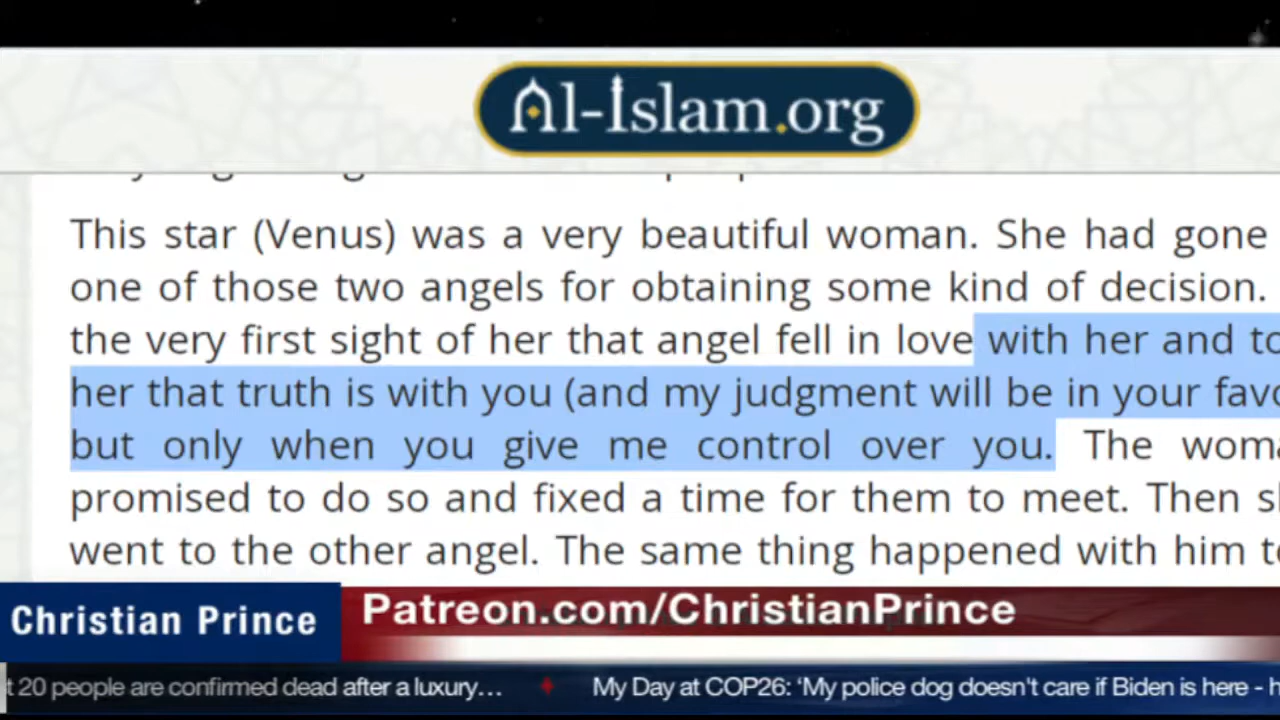 Al-Islam.org
This star (Venus) was a very beautiful woman. She had gone
one of those two angels for obtaining some kind of decision.
the very first sight of her that angel fell in love with her and to
her that truth is with you (and my judgment will be in your favo
but only when you give me control over you. The woma
promised to do so and fixed a time for them to meet. Then s
went to the other angel. The same thing happened with him t
Christian Prince
Patreon.com/ChristianPrince
t 20 people are confirmed dead after a luxury... My Day at COP26: 'My police dog doesn't care if Biden is here - h